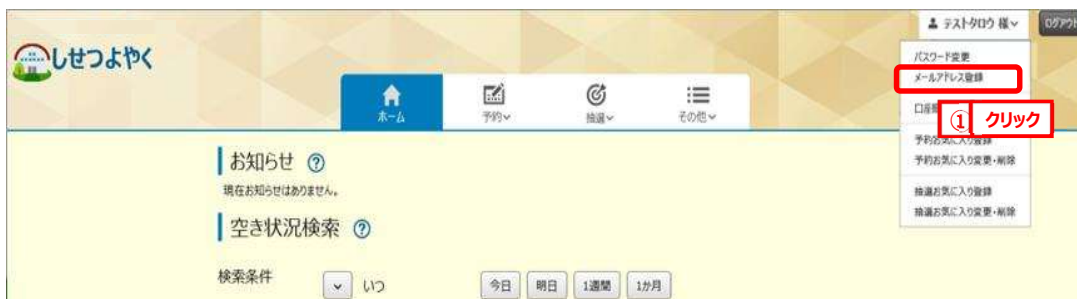 テストタロウ 様
ログアウト
しせつよやく
パスワード変更
メールアドレス登録
ホーム
予約
抽選
その他
口座
① クリック
予約お気に入り登録
予約お気に入り変更・削除
抽選お気に入り登録
抽選お気に入り変更・削除
お知らせ ?
現在お知らせはありません。
空き状況検索 ?
検索条件
いつ
今日 明日 1週間 1か月